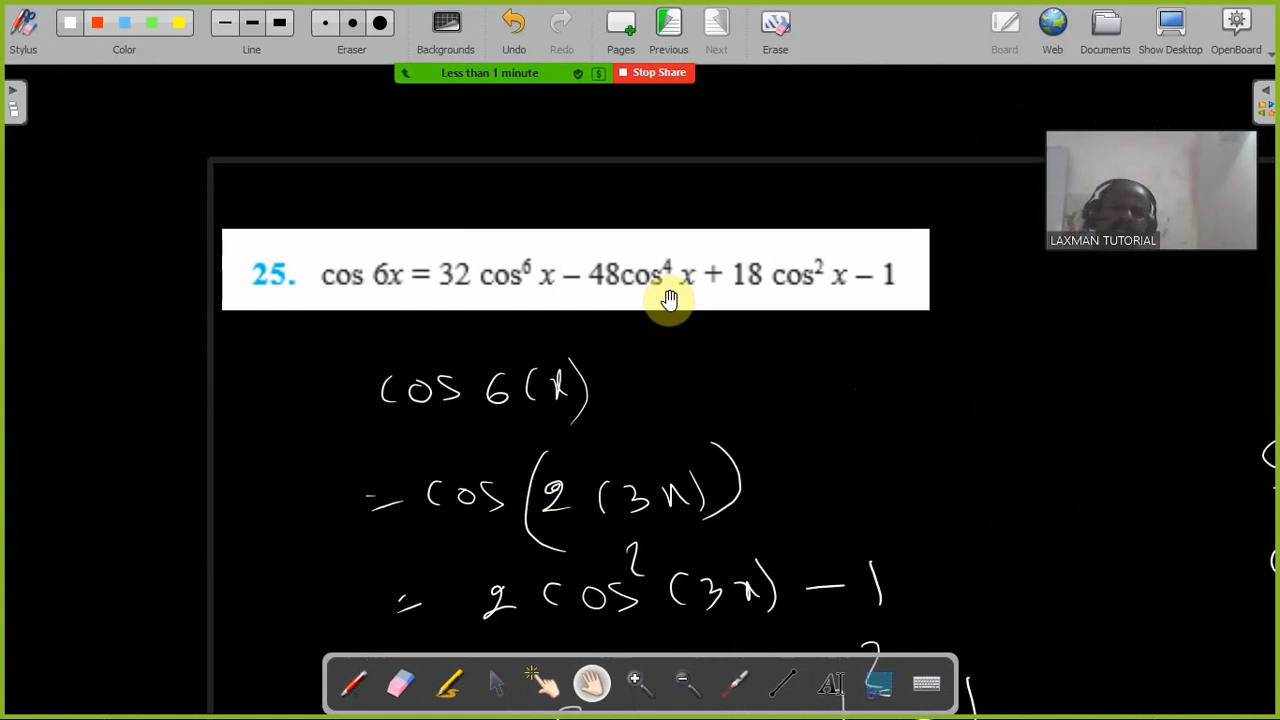 Stylus Color Line Eraser Backgrounds Undo Redo Pages Previous Next Erase Board Web Documents Show Desktop OpenBoard
Less than 1 minute Stop Share
LAXMAN TUTORIAL
25. cos 6x = 32 cos⁶ x – 48cos⁴ x + 18 cos² x – 1
cos 6(x)
= cos(2(3x))
= 2 cos²(3x) – 1